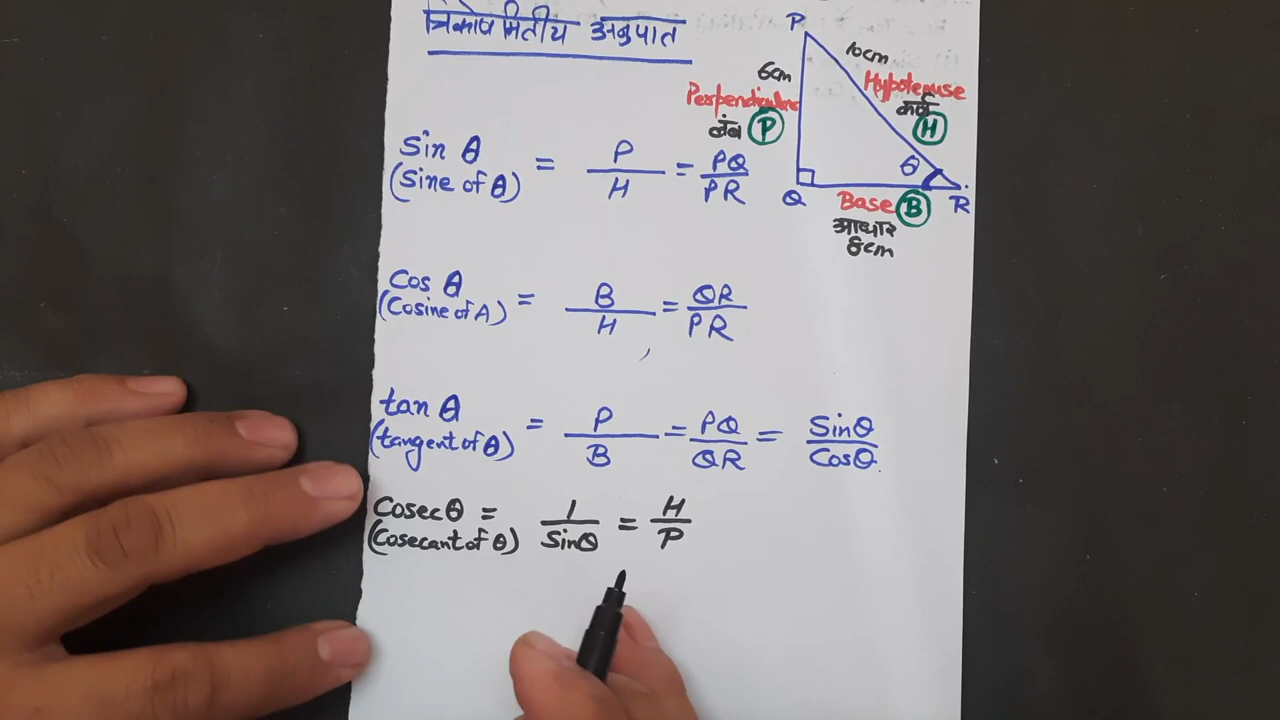 त्रिकोणमितीय अनुपात
P
6cm
10cm
Perpendicular
लंब P
Hypotenuse
कर्ण
H
θ
Q
R
Base B
आधार
8cm
Sin θ = P/H = PQ/PR
(Sine of θ)
Cos θ = B/H = QR/PR
(Cosine of A)
tan θ = P/B = PQ/QR = Sinθ/Cosθ
(tangent of θ)
Cosec θ = 1/Sinθ = H/P
(Cosecant of θ)